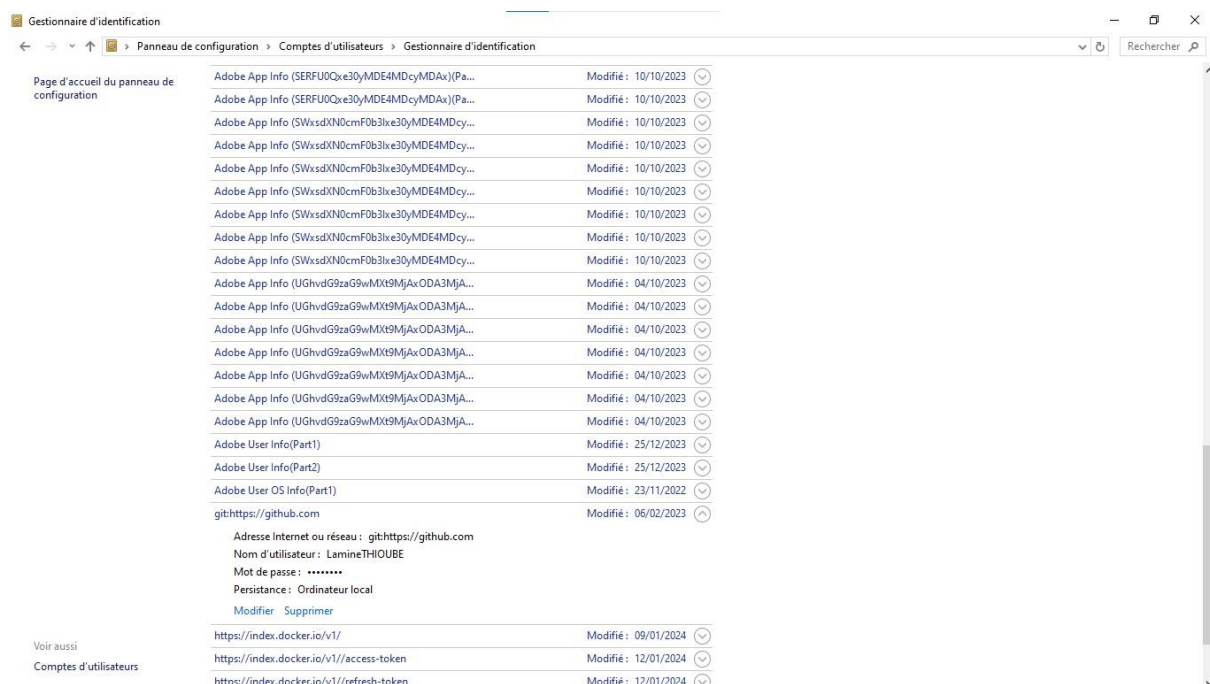 Gestionnaire d'identification
Panneau de configuration > Comptes d'utilisateurs > Gestionnaire d'identification
Rechercher
Page d'accueil du panneau de
configuration
Adobe App Info (SERFU0Qxe30yMDE4MDcyMDAx)(Pa... Modifié : 10/10/2023
Adobe App Info (SERFU0Qxe30yMDE4MDcyMDAx)(Pa... Modifié : 10/10/2023
Adobe App Info (SWxsdXN0cmF0b3Ixe30yMDE4MDcy... Modifié : 10/10/2023
Adobe App Info (SWxsdXN0cmF0b3Ixe30yMDE4MDcy... Modifié : 10/10/2023
Adobe App Info (SWxsdXN0cmF0b3Ixe30yMDE4MDcy... Modifié : 10/10/2023
Adobe App Info (SWxsdXN0cmF0b3Ixe30yMDE4MDcy... Modifié : 10/10/2023
Adobe App Info (SWxsdXN0cmF0b3Ixe30yMDE4MDcy... Modifié : 10/10/2023
Adobe App Info (SWxsdXN0cmF0b3Ixe30yMDE4MDcy... Modifié : 10/10/2023
Adobe App Info (SWxsdXN0cmF0b3Ixe30yMDE4MDcy... Modifié : 10/10/2023
Adobe App Info (UGhvdG9zaG9wMXt9MjAxODA3MjA... Modifié : 04/10/2023
Adobe App Info (UGhvdG9zaG9wMXt9MjAxODA3MjA... Modifié : 04/10/2023
Adobe App Info (UGhvdG9zaG9wMXt9MjAxODA3MjA... Modifié : 04/10/2023
Adobe App Info (UGhvdG9zaG9wMXt9MjAxODA3MjA... Modifié : 04/10/2023
Adobe App Info (UGhvdG9zaG9wMXt9MjAxODA3MjA... Modifié : 04/10/2023
Adobe App Info (UGhvdG9zaG9wMXt9MjAxODA3MjA... Modifié : 04/10/2023
Adobe App Info (UGhvdG9zaG9wMXt9MjAxODA3MjA... Modifié : 04/10/2023
Adobe User Info(Part1) Modifié : 25/12/2023
Adobe User Info(Part2) Modifié : 25/12/2023
Adobe User OS Info(Part1) Modifié : 23/11/2022
git:https://github.com Modifié : 06/02/2023
Adresse Internet ou réseau : git:https://github.com
Nom d'utilisateur : LamineTHIOUBE
Mot de passe : ••••••••
Persistance : Ordinateur local
Modifier Supprimer
https://index.docker.io/v1/ Modifié : 09/01/2024
https://index.docker.io/v1//access-token Modifié : 12/01/2024
https://index.docker.io/v1//refresh-token Modifié : 12/01/2024
Voir aussi
Comptes d'utilisateurs